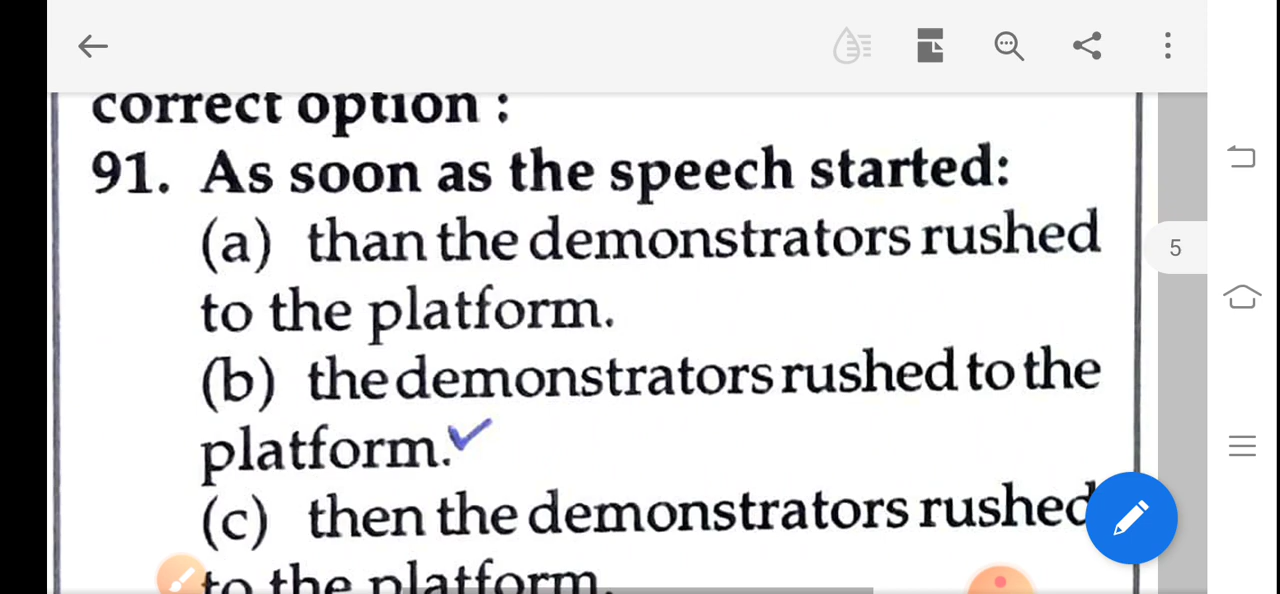 correct option :
91. As soon as the speech started:
(a) than the demonstrators rushed
to the platform.
(b) the demonstrators rushed to the
platform.
(c) then the demonstrators rushed
to the platform.
5